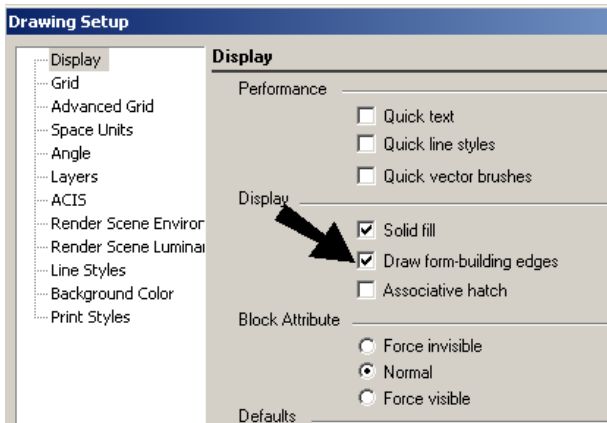 Drawing Setup
Display
Grid
Advanced Grid
Space Units
Angle
Layers
ACIS
Render Scene Environ
Render Scene Luminan
Line Styles
Background Color
Print Styles
Display
Performance
Quick text
Quick line styles
Quick vector brushes
Display
Solid fill
Draw form-building edges
Associative hatch
Block Attribute
Force invisible
Normal
Force visible
Defaults